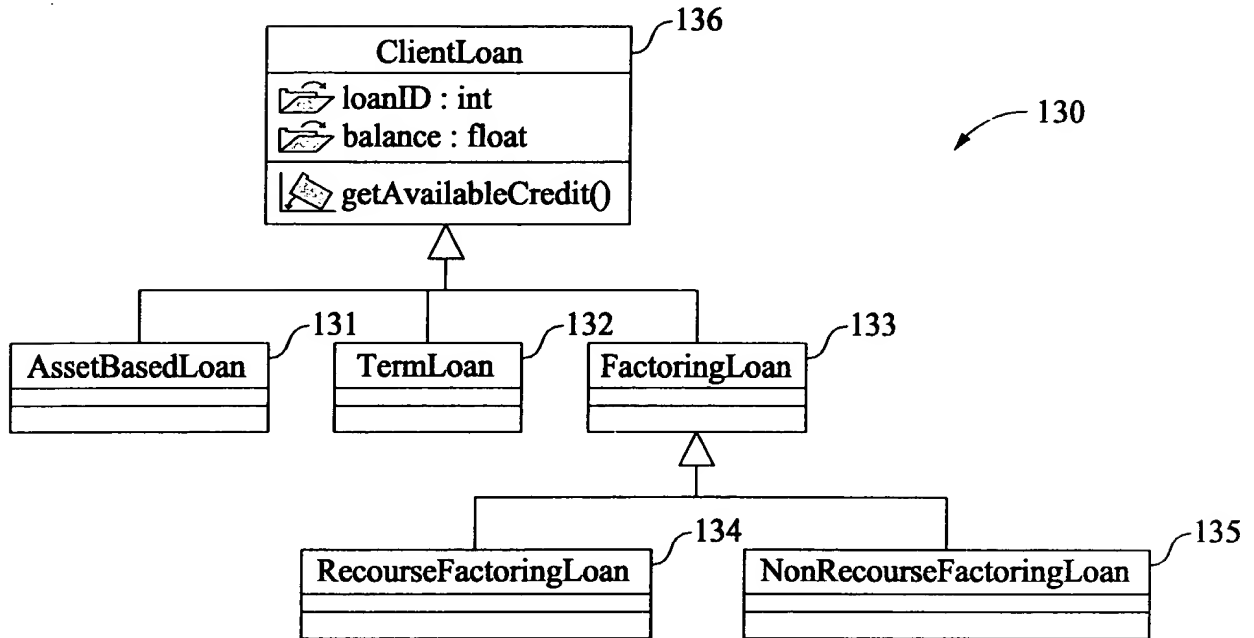 136
ClientLoan
loanID : int
balance : float
getAvailableCredit()
130
131
132
133
AssetBasedLoan
TermLoan
FactoringLoan
134
135
RecourseFactoringLoan
NonRecourseFactoringLoan